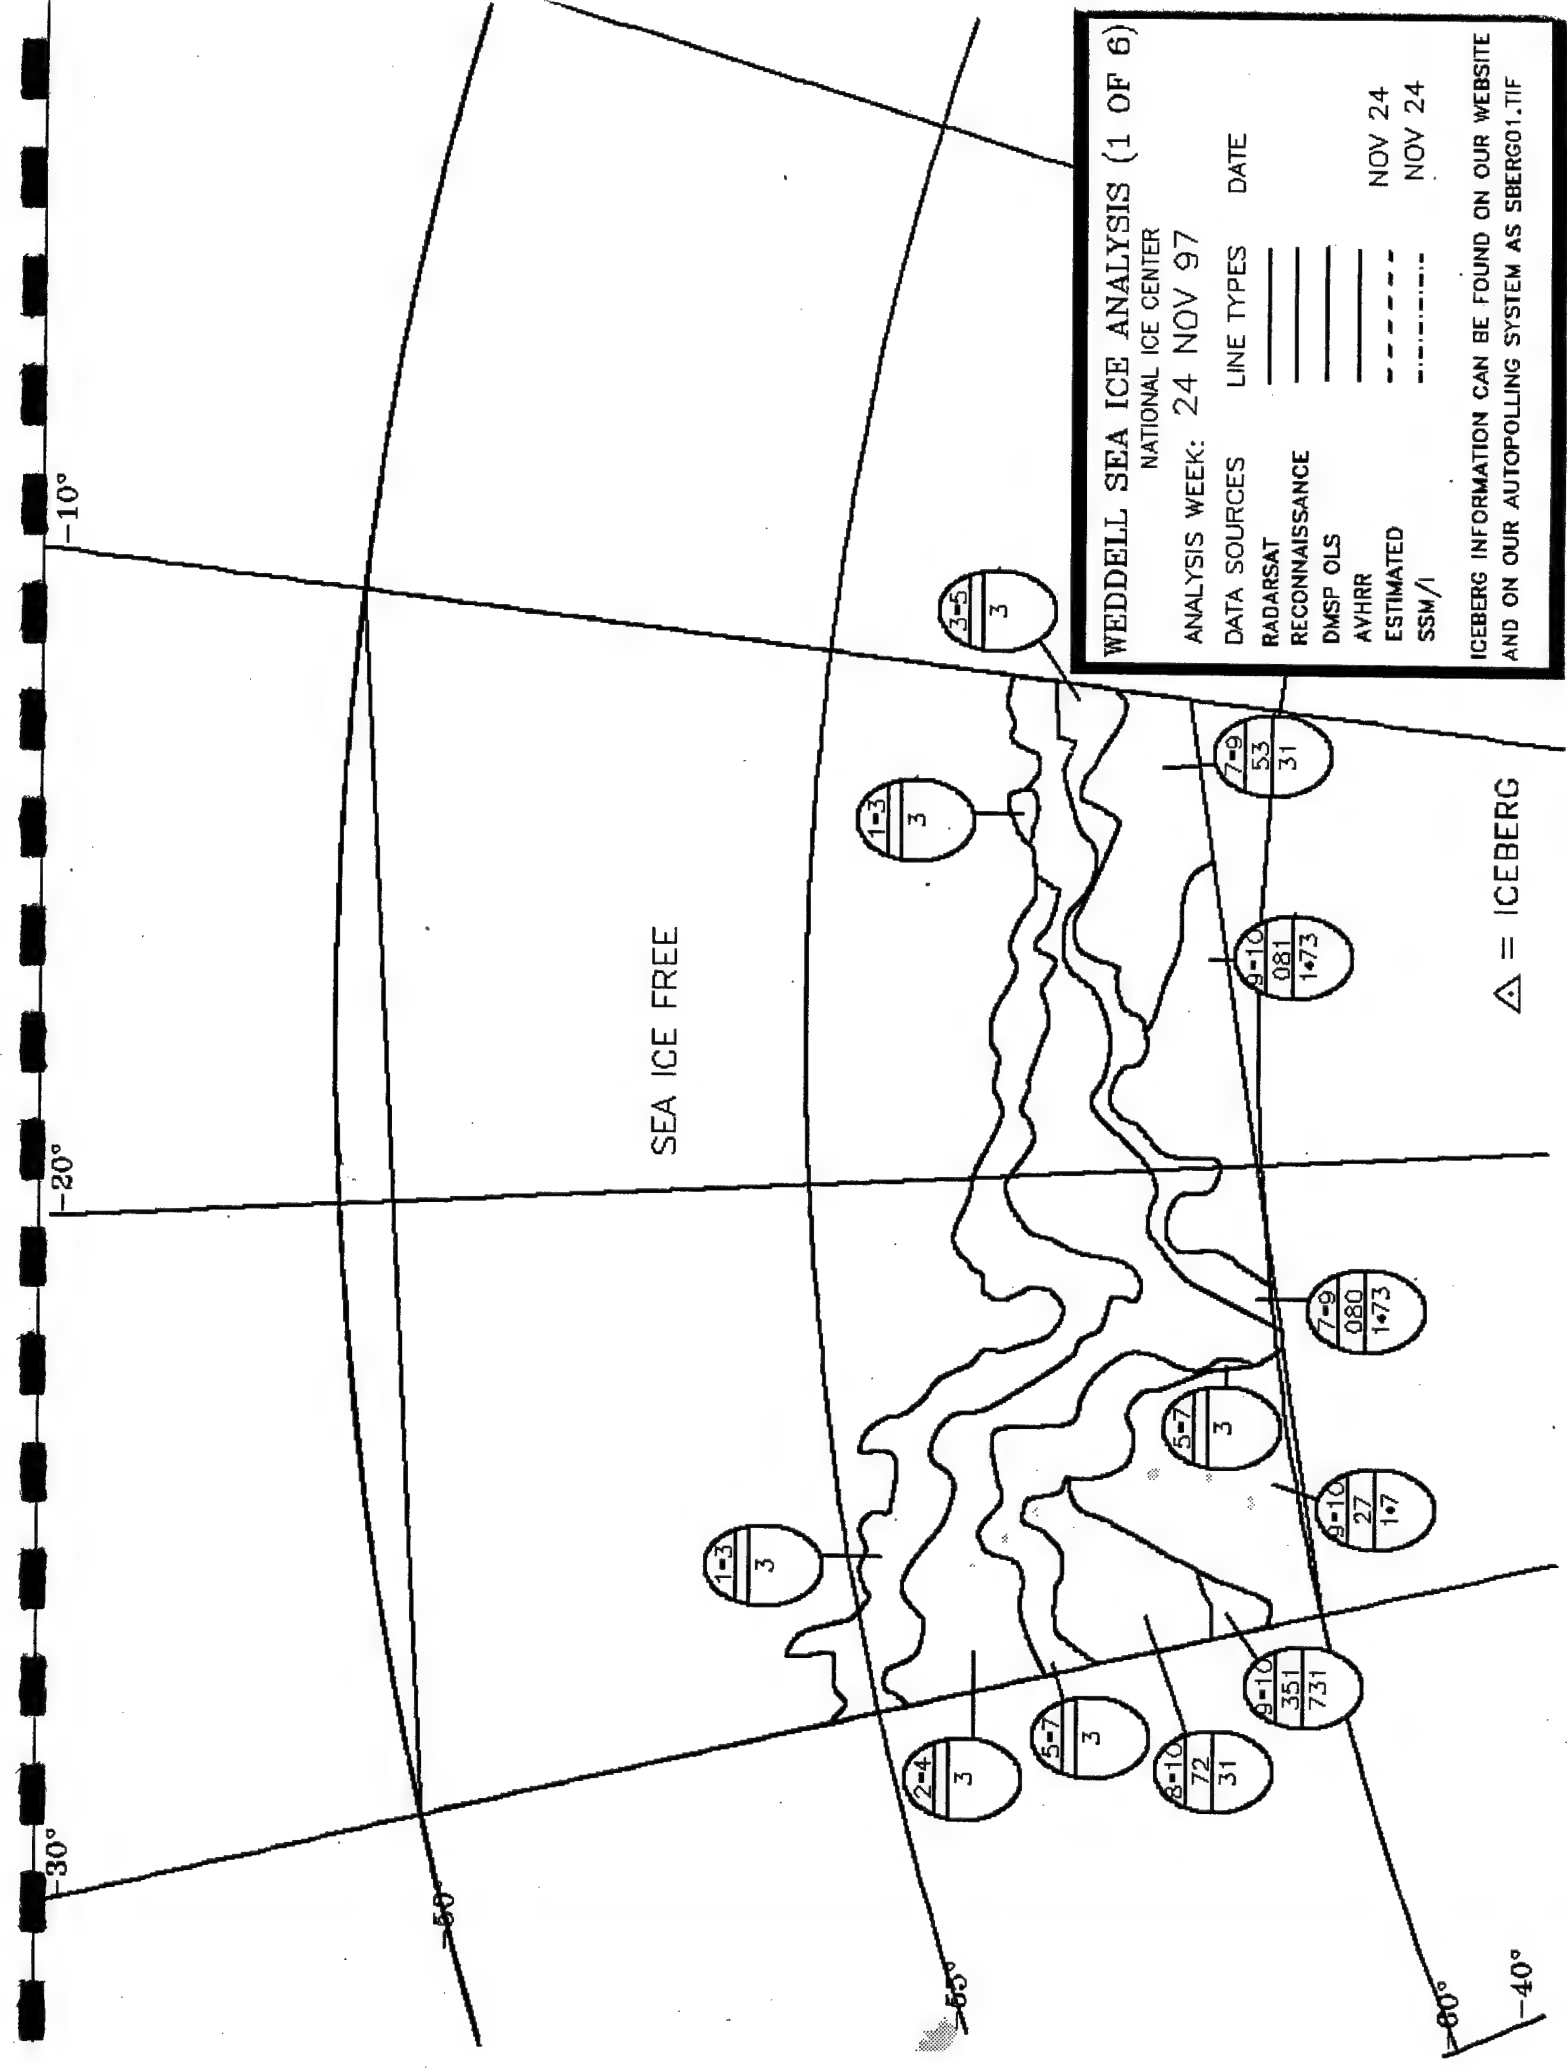 -30°
-20°
-10°
-50°
-55°
-60°
-40°
SEA ICE FREE
1-3
3
1-3
3
3-5
3
2-4
3
5-7
3
8-10
72
31
9-10
351
731
5-7
3
9-10
27
1•7
7-9
080
1•73
9-10
081
1•73
7-9
53
31
= ICEBERG
WEDDELL SEA ICE ANALYSIS (1 OF 6)
NATIONAL ICE CENTER
ANALYSIS WEEK: 24 NOV 97
DATA SOURCES LINE TYPES DATE
RADARSAT
RECONNAISSANCE
DMSP OLS
AVHRR
ESTIMATED NOV 24
SSM/I NOV 24
ICEBERG INFORMATION CAN BE FOUND ON OUR WEBSITE
AND ON OUR AUTOPOLLING SYSTEM AS SBERG01.TIF